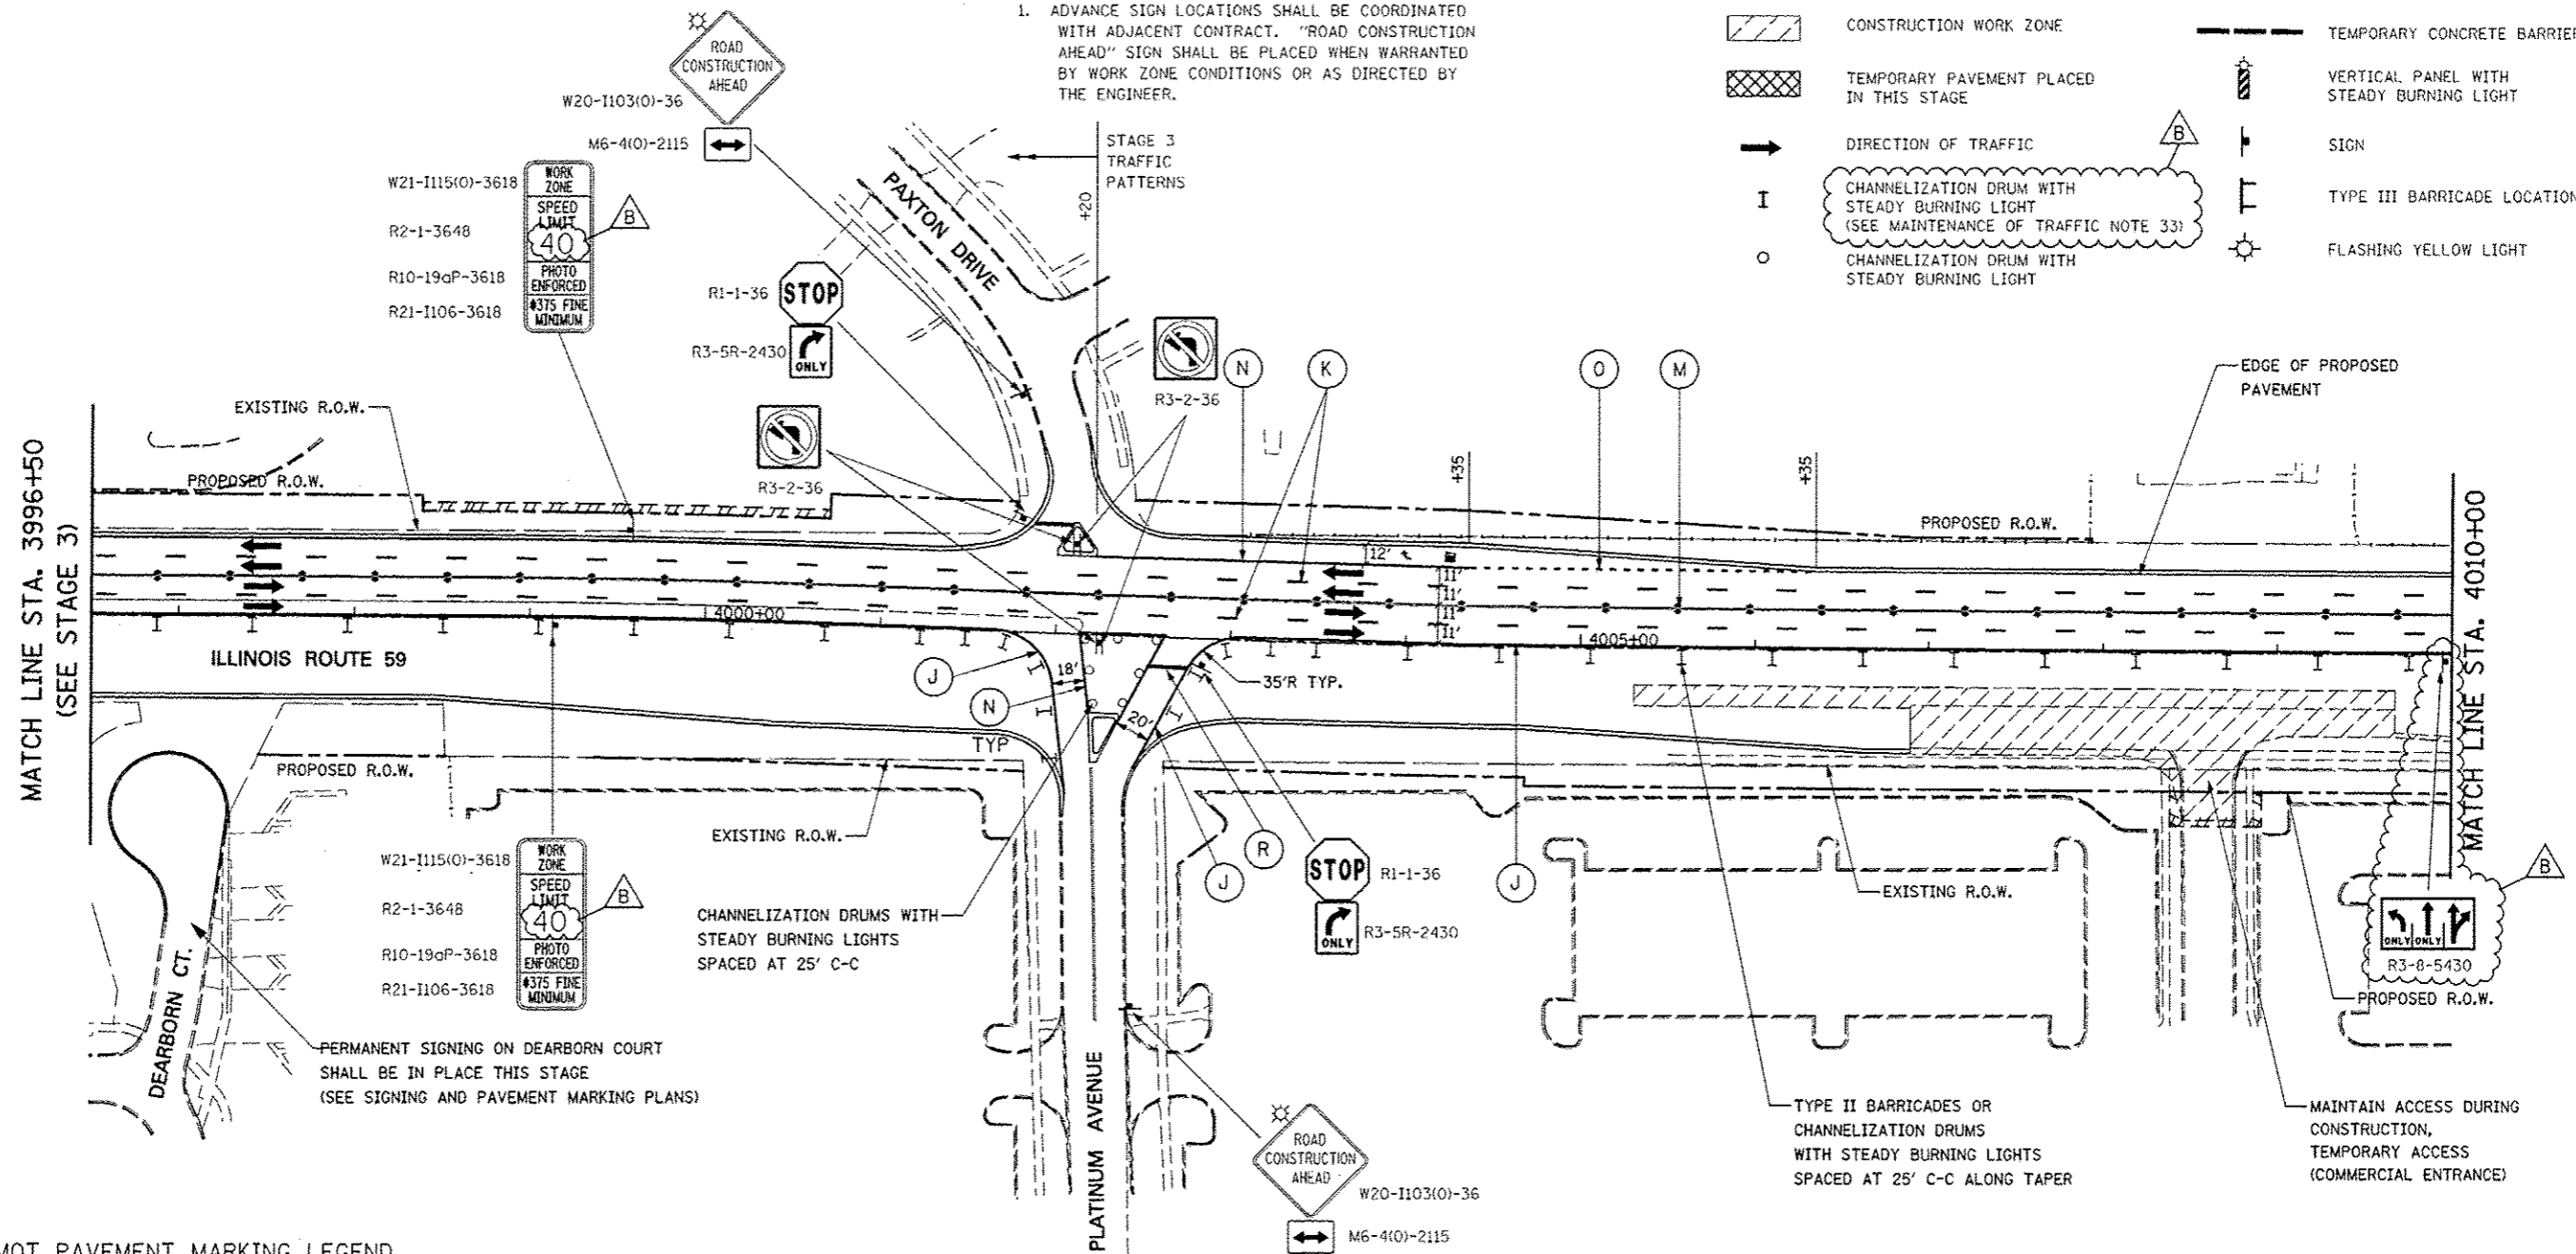 1. ADVANCE SIGN LOCATIONS SHALL BE COORDINATED
WITH ADJACENT CONTRACT. "ROAD CONSTRUCTION
AHEAD" SIGN SHALL BE PLACED WHEN WARRANTED
BY WORK ZONE CONDITIONS OR AS DIRECTED BY
THE ENGINEER.
CONSTRUCTION WORK ZONE
TEMPORARY PAVEMENT PLACED
IN THIS STAGE
DIRECTION OF TRAFFIC
CHANNELIZATION DRUM WITH
STEADY BURNING LIGHT
(SEE MAINTENANCE OF TRAFFIC NOTE 33)
B
CHANNELIZATION DRUM WITH
STEADY BURNING LIGHT
TEMPORARY CONCRETE BARRIER
VERTICAL PANEL WITH
STEADY BURNING LIGHT
SIGN
TYPE III BARRICADE LOCATION
FLASHING YELLOW LIGHT
ROAD
CONSTRUCTION
AHEAD
W20-I103(O)-36
M6-4(O)-2115
W21-I115(O)-3618
R2-1-3648
R10-19aP-3618
R21-I106-3618
WORK
ZONE
SPEED
LIMIT
40
PHOTO
ENFORCED
$375 FINE
MINIMUM
B
STAGE 3
TRAFFIC
PATTERNS
+20
PAXTON DRIVE
R1-1-36
STOP
R3-5R-2430
ONLY
R3-2-36
R3-2-36
N
K
O
M
EDGE OF PROPOSED
PAVEMENT
EXISTING R.O.W.
PROPOSED R.O.W.
+35
+35
PROPOSED R.O.W.
MATCH LINE STA. 3996+50
(SEE STAGE 3)
MATCH LINE STA. 4010+00
12'
11'
11'
11'
11'
4000+00
4005+00
ILLINOIS ROUTE 59
J
18'
N
35'R TYP.
20'
TYP
PROPOSED R.O.W.
EXISTING R.O.W.
R
J
J
STOP
R1-1-36
ONLY
R3-5R-2430
EXISTING R.O.W.
W21-I115(O)-3618
R2-1-3648
R10-19aP-3618
R21-I106-3618
WORK
ZONE
SPEED
LIMIT
40
PHOTO
ENFORCED
$375 FINE
MINIMUM
B
CHANNELIZATION DRUMS WITH
STEADY BURNING LIGHTS
SPACED AT 25' C-C
DEARBORN CT.
PERMANENT SIGNING ON DEARBORN COURT
SHALL BE IN PLACE THIS STAGE
(SEE SIGNING AND PAVEMENT MARKING PLANS)
PLATINUM AVENUE
ROAD
CONSTRUCTION
AHEAD
W20-I103(O)-36
M6-4(O)-2115
TYPE II BARRICADES OR
CHANNELIZATION DRUMS
WITH STEADY BURNING LIGHTS
SPACED AT 25' C-C ALONG TAPER
MAINTAIN ACCESS DURING
CONSTRUCTION,
TEMPORARY ACCESS
(COMMERCIAL ENTRANCE)
B
ONLY ONLY
R3-8-5430
PROPOSED R.O.W.
MOT PAVEMENT MARKING LEGEND